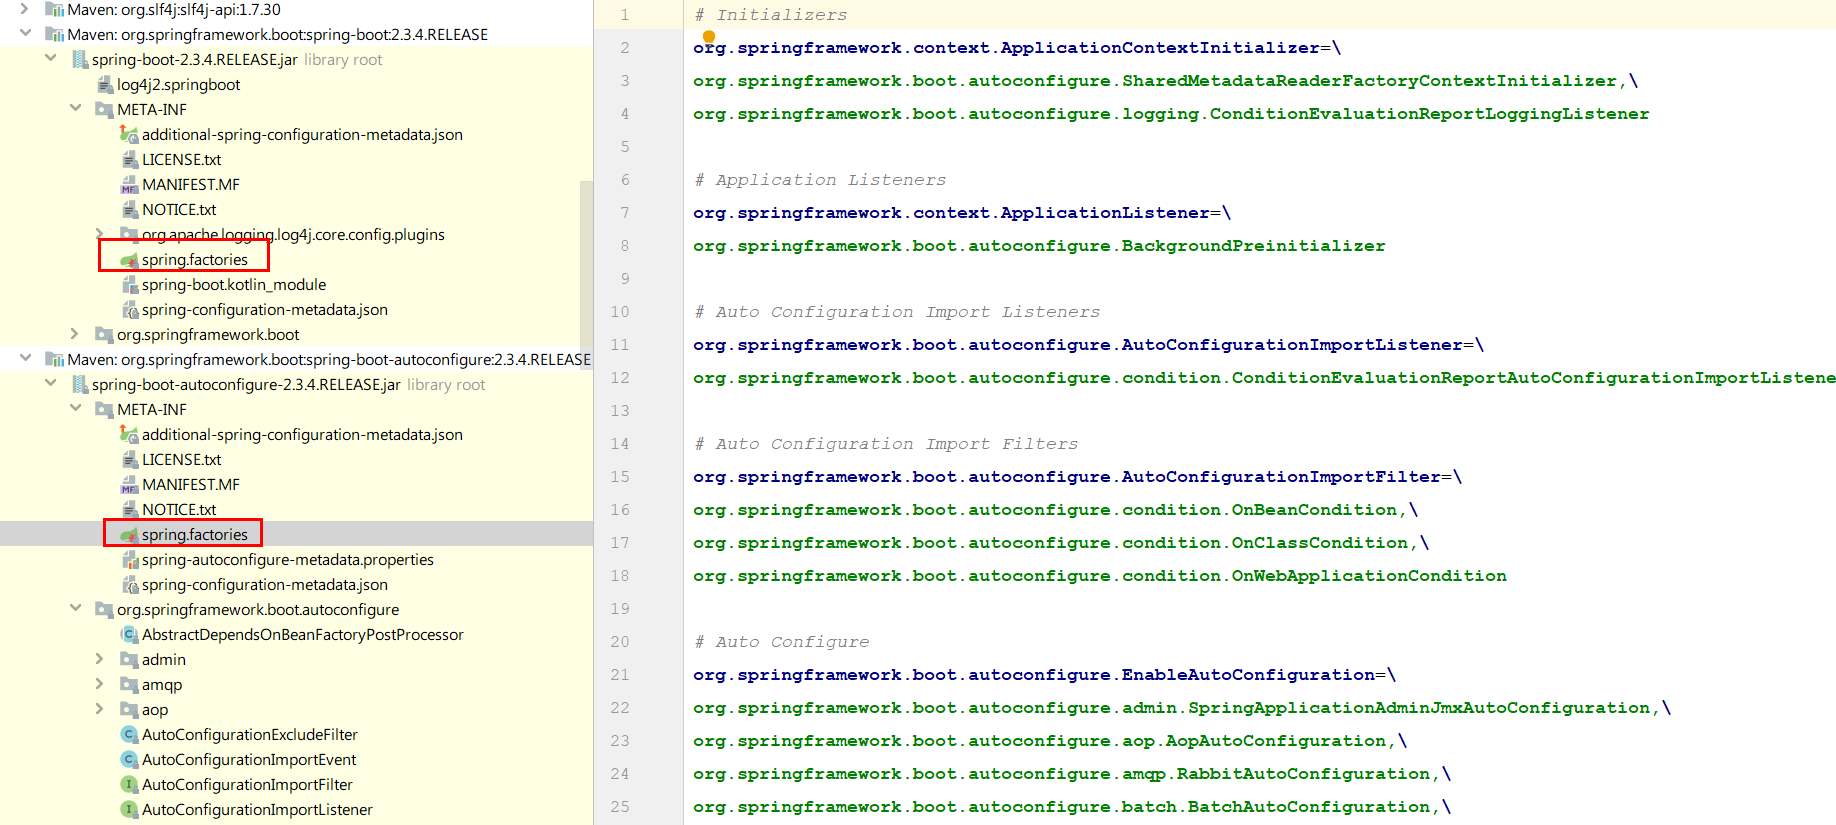 Maven: org.slf4j:slf4j-api:1.7.30
Maven: org.springframework.boot:spring-boot:2.3.4.RELEASE
spring-boot-2.3.4.RELEASE.jar library root
log4j2.springboot
META-INF
additional-spring-configuration-metadata.json
LICENSE.txt
MANIFEST.MF
NOTICE.txt
org.apache.logging.log4j.core.config.plugins
spring.factories
spring-boot.kotlin_module
spring-configuration-metadata.json
org.springframework.boot
Maven: org.springframework.boot:spring-boot-autoconfigure:2.3.4.RELEASE
spring-boot-autoconfigure-2.3.4.RELEASE.jar library root
META-INF
additional-spring-configuration-metadata.json
LICENSE.txt
MANIFEST.MF
NOTICE.txt
spring.factories
spring-autoconfigure-metadata.properties
spring-configuration-metadata.json
org.springframework.boot.autoconfigure
AbstractDependsOnBeanFactoryPostProcessor
admin
amqp
aop
AutoConfigurationExcludeFilter
AutoConfigurationImportEvent
AutoConfigurationImportFilter
AutoConfigurationImportListener
1 # Initializers
2 org.springframework.context.ApplicationContextInitializer=\
3 org.springframework.boot.autoconfigure.SharedMetadataReaderFactoryContextInitializer,\
4 org.springframework.boot.autoconfigure.logging.ConditionEvaluationReportLoggingListener
5
6 # Application Listeners
7 org.springframework.context.ApplicationListener=\
8 org.springframework.boot.autoconfigure.BackgroundPreinitializer
9
10 # Auto Configuration Import Listeners
11 org.springframework.boot.autoconfigure.AutoConfigurationImportListener=\
12 org.springframework.boot.autoconfigure.condition.ConditionEvaluationReportAutoConfigurationImportListene
13
14 # Auto Configuration Import Filters
15 org.springframework.boot.autoconfigure.AutoConfigurationImportFilter=\
16 org.springframework.boot.autoconfigure.condition.OnBeanCondition,\
17 org.springframework.boot.autoconfigure.condition.OnClassCondition,\
18 org.springframework.boot.autoconfigure.condition.OnWebApplicationCondition
19
20 # Auto Configure
21 org.springframework.boot.autoconfigure.EnableAutoConfiguration=\
22 org.springframework.boot.autoconfigure.admin.SpringApplicationAdminJmxAutoConfiguration,\
23 org.springframework.boot.autoconfigure.aop.AopAutoConfiguration,\
24 org.springframework.boot.autoconfigure.amqp.RabbitAutoConfiguration,\
25 org.springframework.boot.autoconfigure.batch.BatchAutoConfiguration,\